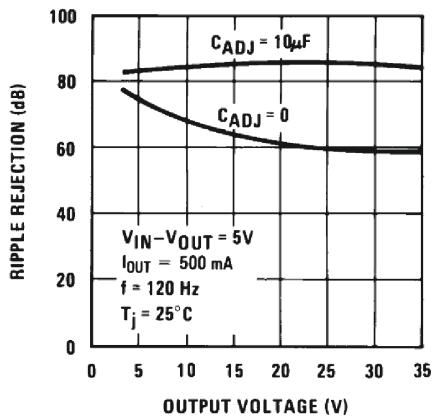 100
80
60
40
20
0
RIPPLE REJECTION (dB)
CADJ = 10μF
CADJ = 0
VIN–VOUT = 5V
IOUT = 500 mA
f = 120 Hz
Tj = 25°C
0 5 10 15 20 25 30 35
OUTPUT VOLTAGE (V)